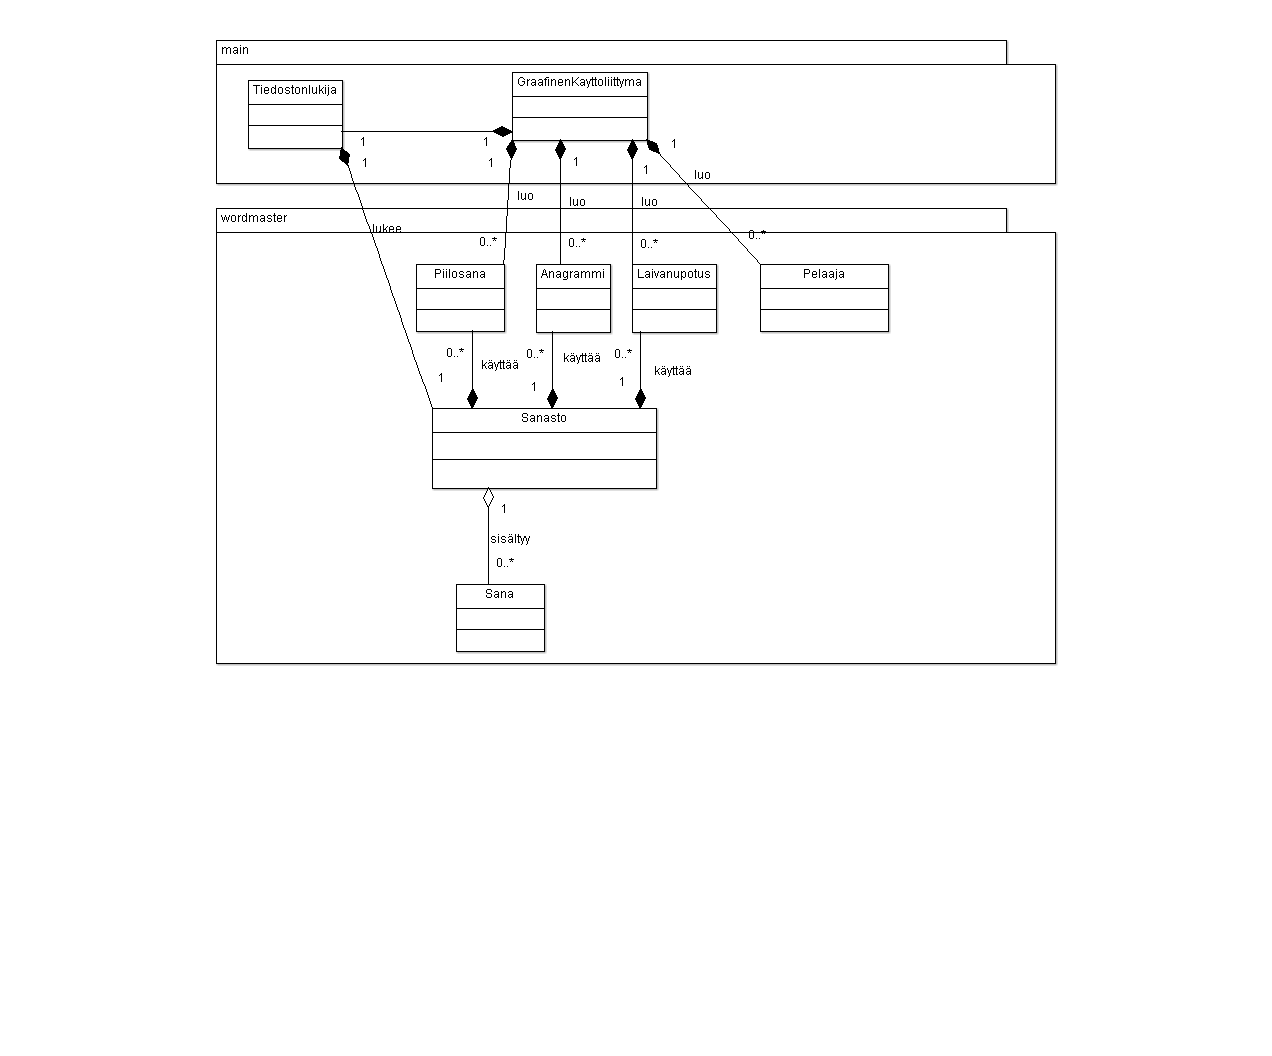 main
Tiedostonlukija
GraafinenKayttoliittyma
1
1
1
1
1
1
1
luo
luo
luo
luo
wordmaster
lukee
0..*
0..*
0..*
0..*
Piilosana
Anagrammi
Laivanupotus
Pelaaja
0..*
käyttää
0..*
käyttää
0..*
käyttää
1
1
1
Sanasto
1
sisältyy
0..*
Sana